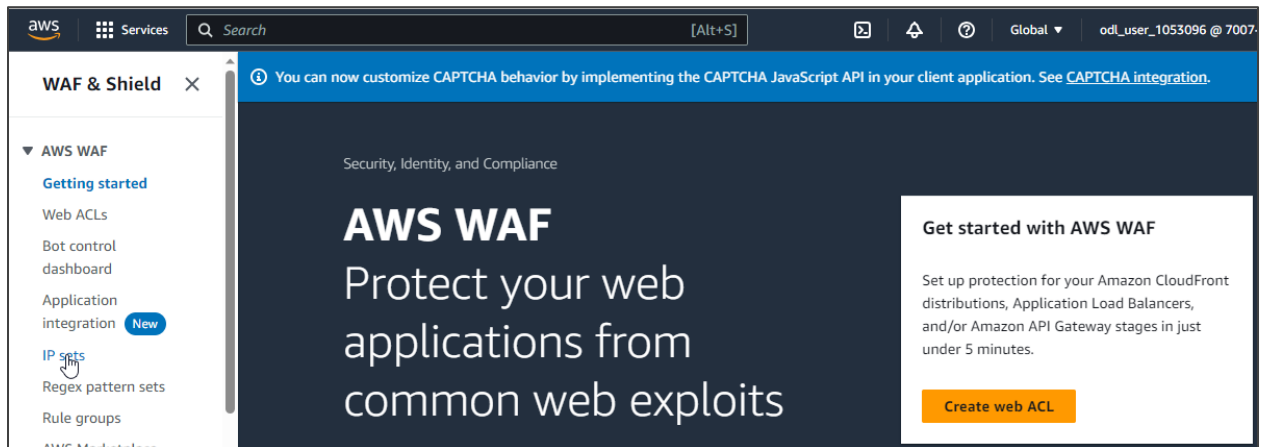 aws
Services
Search
[Alt+S]
Global
odl_user_1053096 @ 7007-
WAF & Shield
You can now customize CAPTCHA behavior by implementing the CAPTCHA JavaScript API in your client application. See CAPTCHA integration.
AWS WAF
Getting started
Web ACLs
Bot control
dashboard
Application
integration New
IP sets
Regex pattern sets
Rule groups
AWS Marketplace
Security, Identity, and Compliance
AWS WAF
Protect your web
applications from
common web exploits
Get started with AWS WAF
Set up protection for your Amazon CloudFront
distributions, Application Load Balancers,
and/or Amazon API Gateway stages in just
under 5 minutes.
Create web ACL